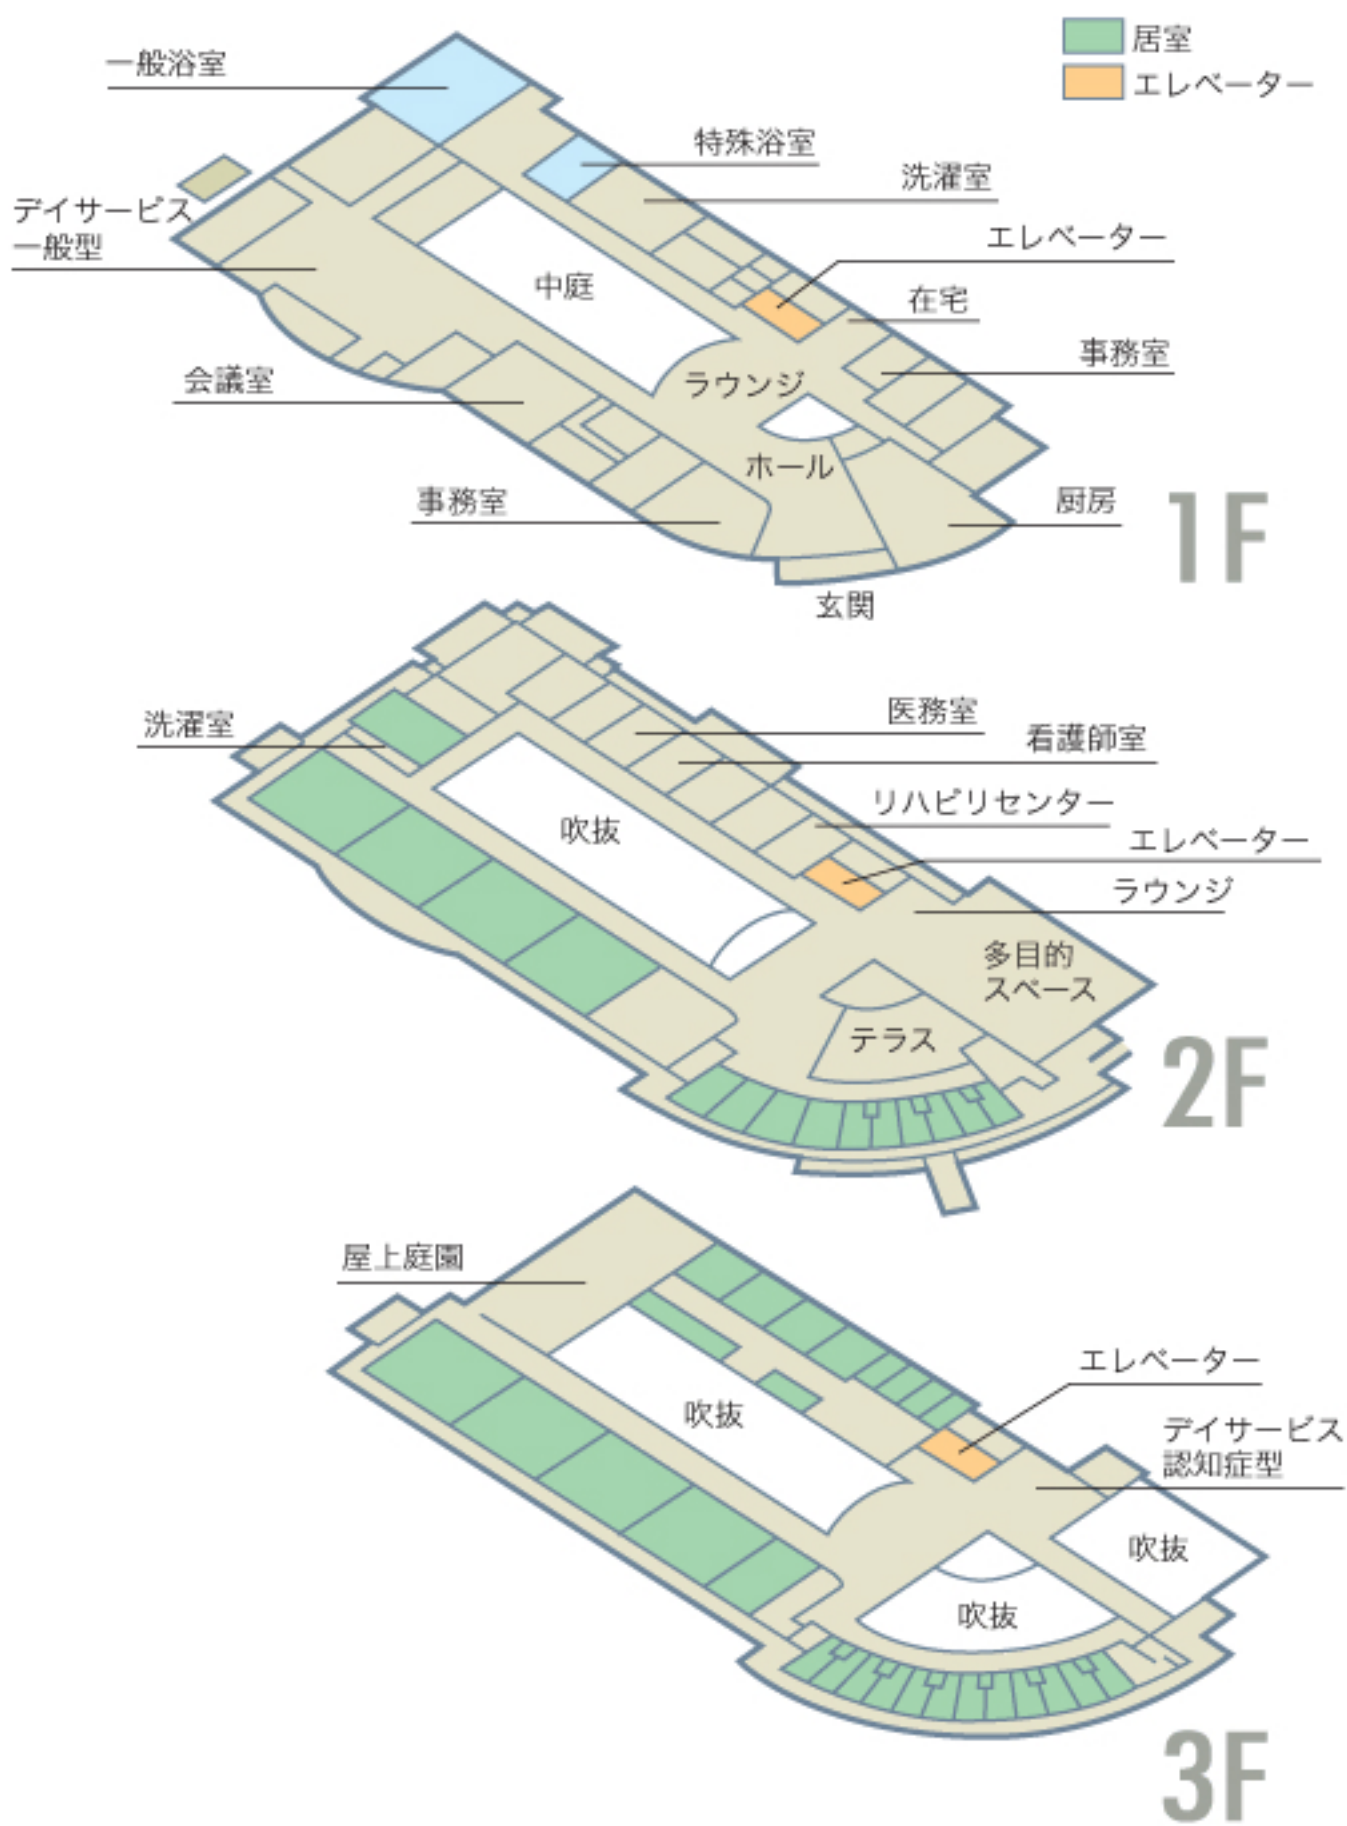 居室
エレベーター
一般浴室
特殊浴室
洗濯室
デイサービス
一般型
エレベーター
中庭
在宅
事務室
会議室
ラウンジ
ホール
事務室
厨房
1F
玄関
洗濯室
医務室
看護師室
リハビリセンター
吹抜
エレベーター
ラウンジ
多目的
スペース
テラス
2F
屋上庭園
エレベーター
吹抜
デイサービス
認知症型
吹抜
吹抜
3F